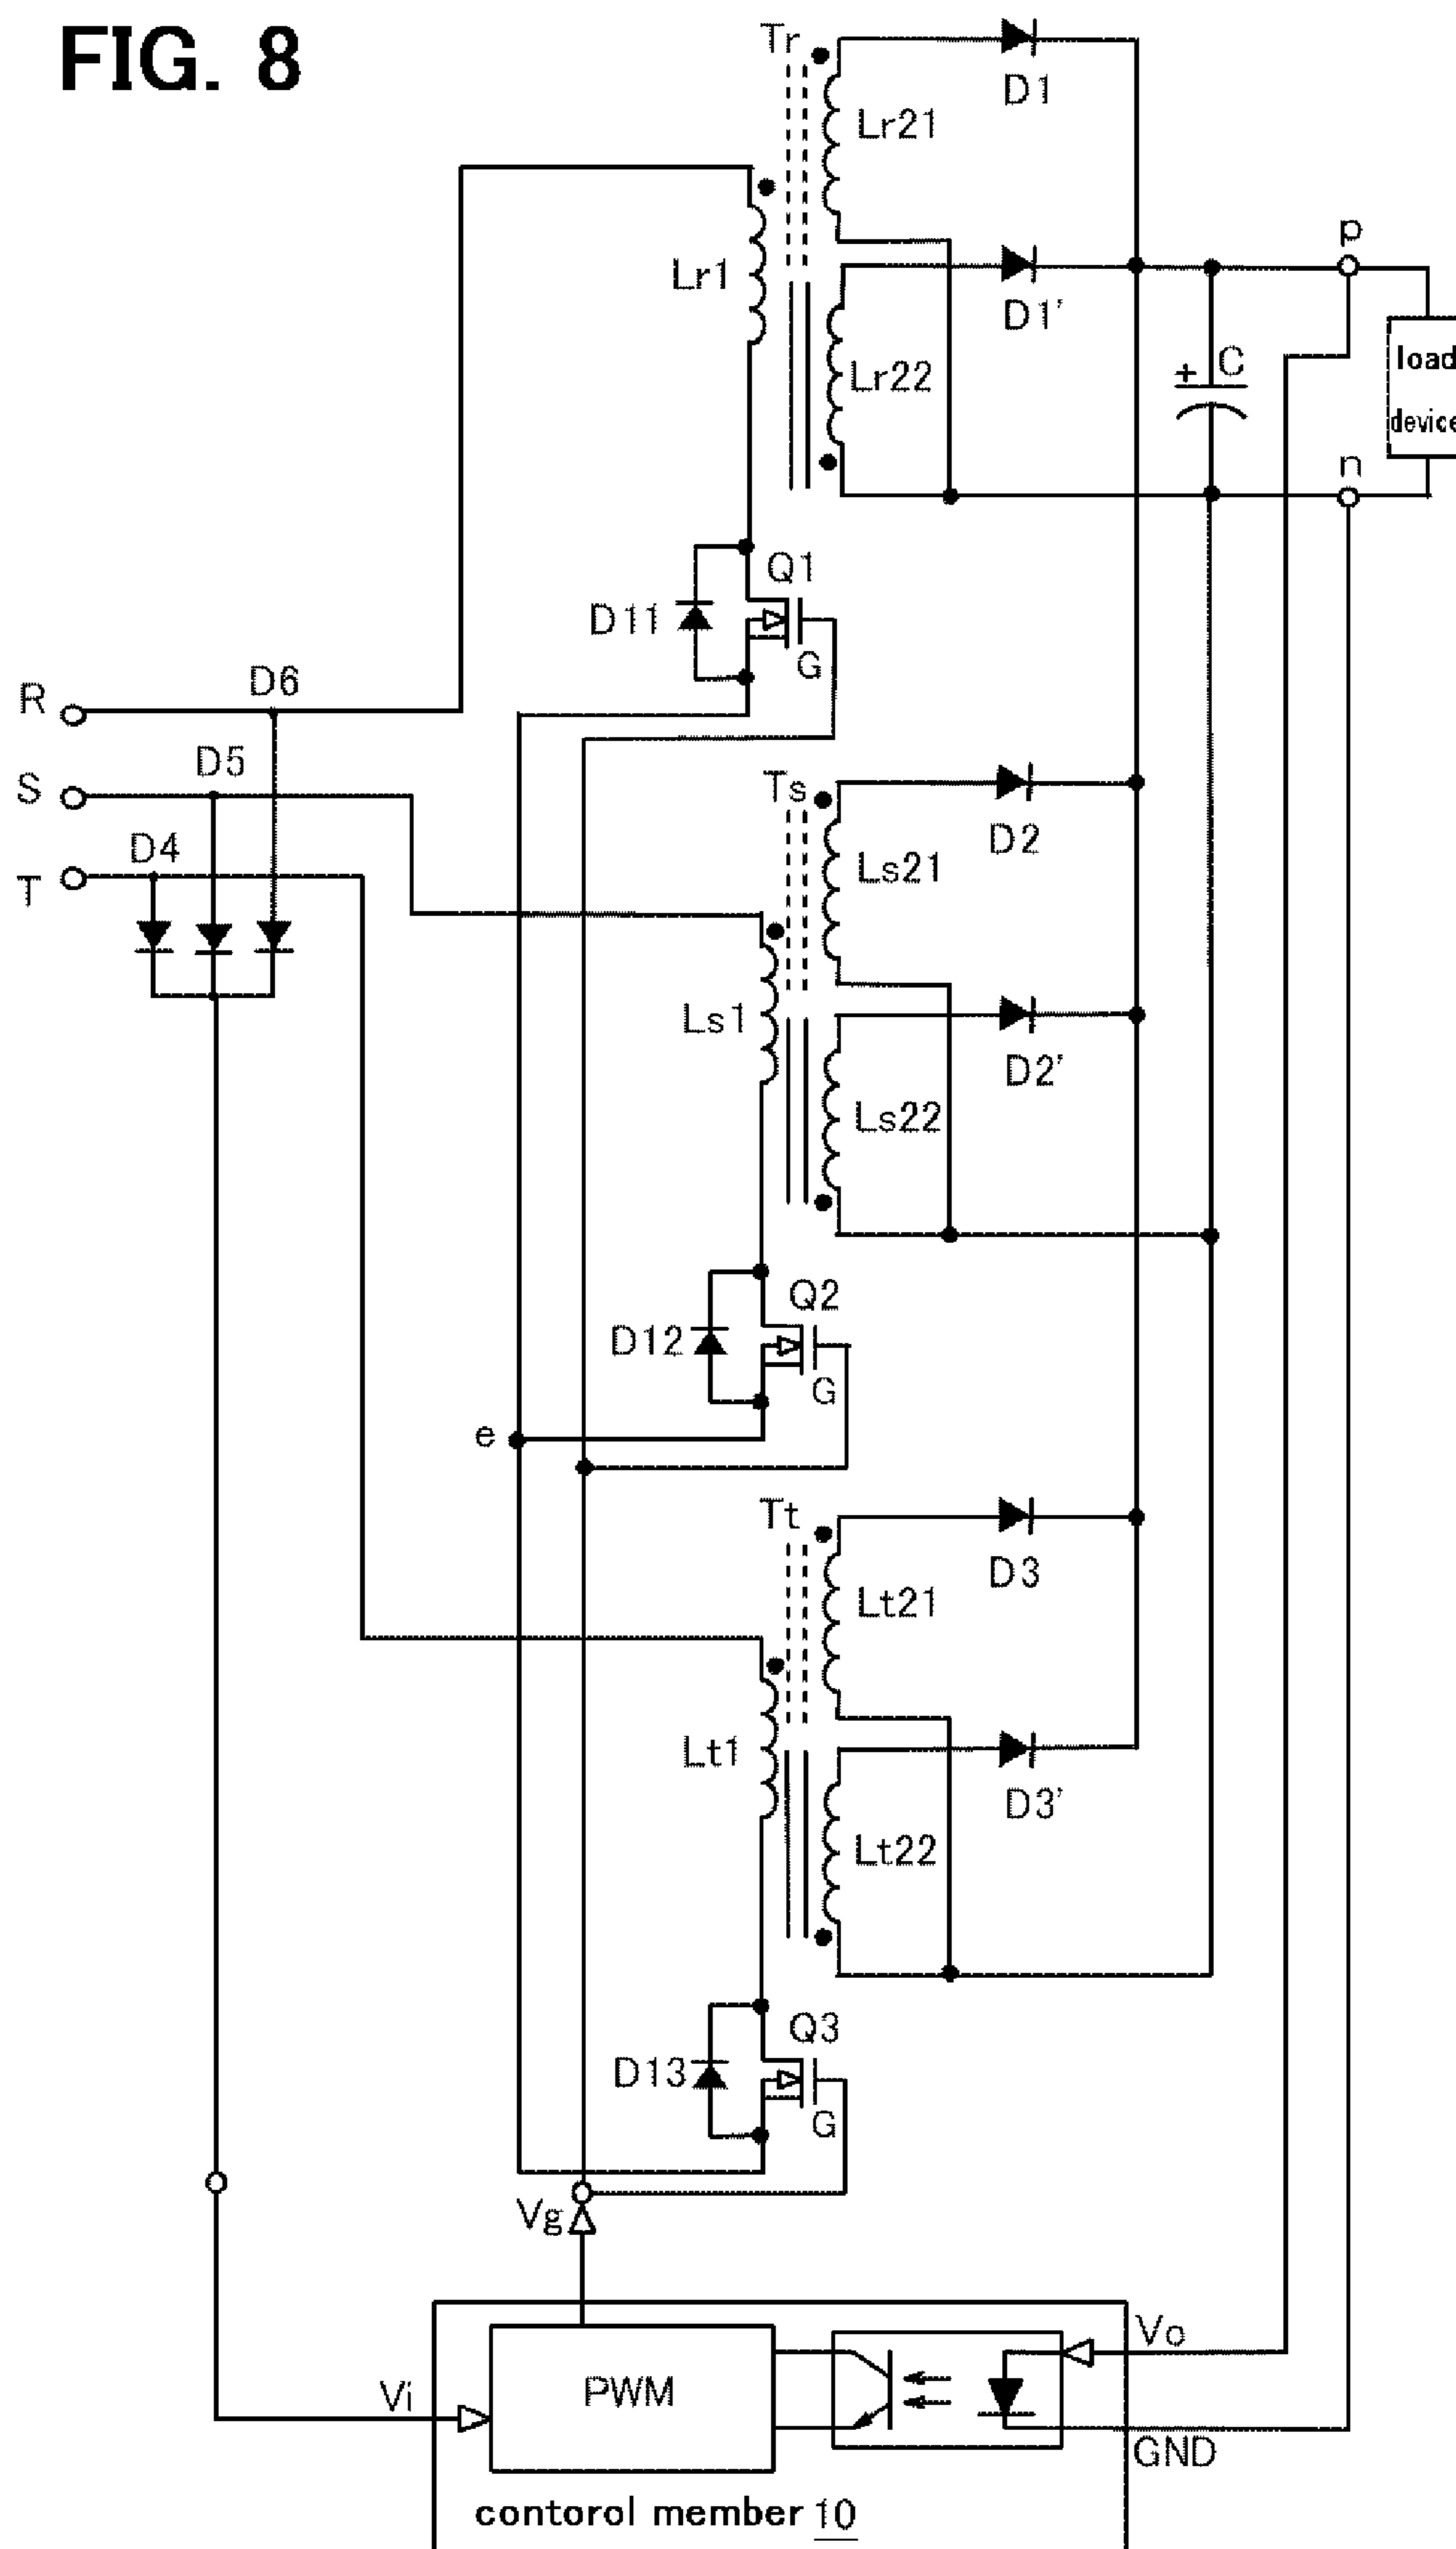 FIG. 8
Tr
D1
Lr21
Lr1
D1'
Lr22
p
+ C
load
device
n
Q1
D11
G
R
D6
S
D5
T
D4
Ts
D2
Ls21
Ls1
D2'
Ls22
Q2
D12
G
e
Tt
D3
Lt21
Lt1
D3'
Lt22
Q3
D13
G
Vg
Vo
Vi
PWM
GND
contorol member 10